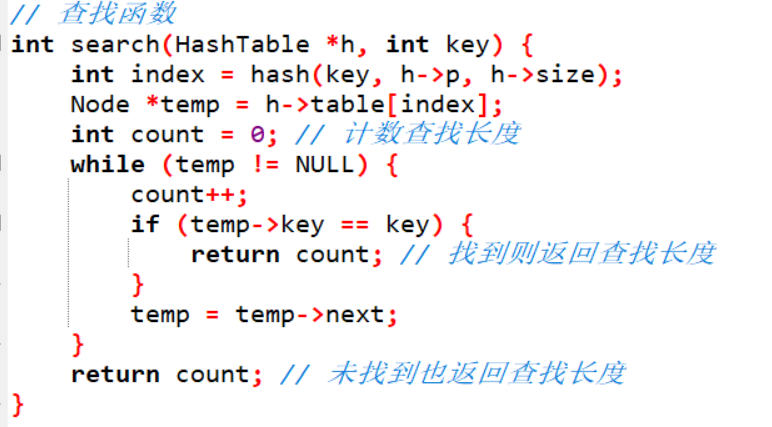 // 查找函数
int search(HashTable *h, int key) {
    int index = hash(key, h->p, h->size);
    Node *temp = h->table[index];
    int count = 0; // 计数查找长度
    while (temp != NULL) {
        count++;
        if (temp->key == key) {
            return count; // 找到则返回查找长度
        }
        temp = temp->next;
    }
    return count; // 未找到也返回查找长度
}